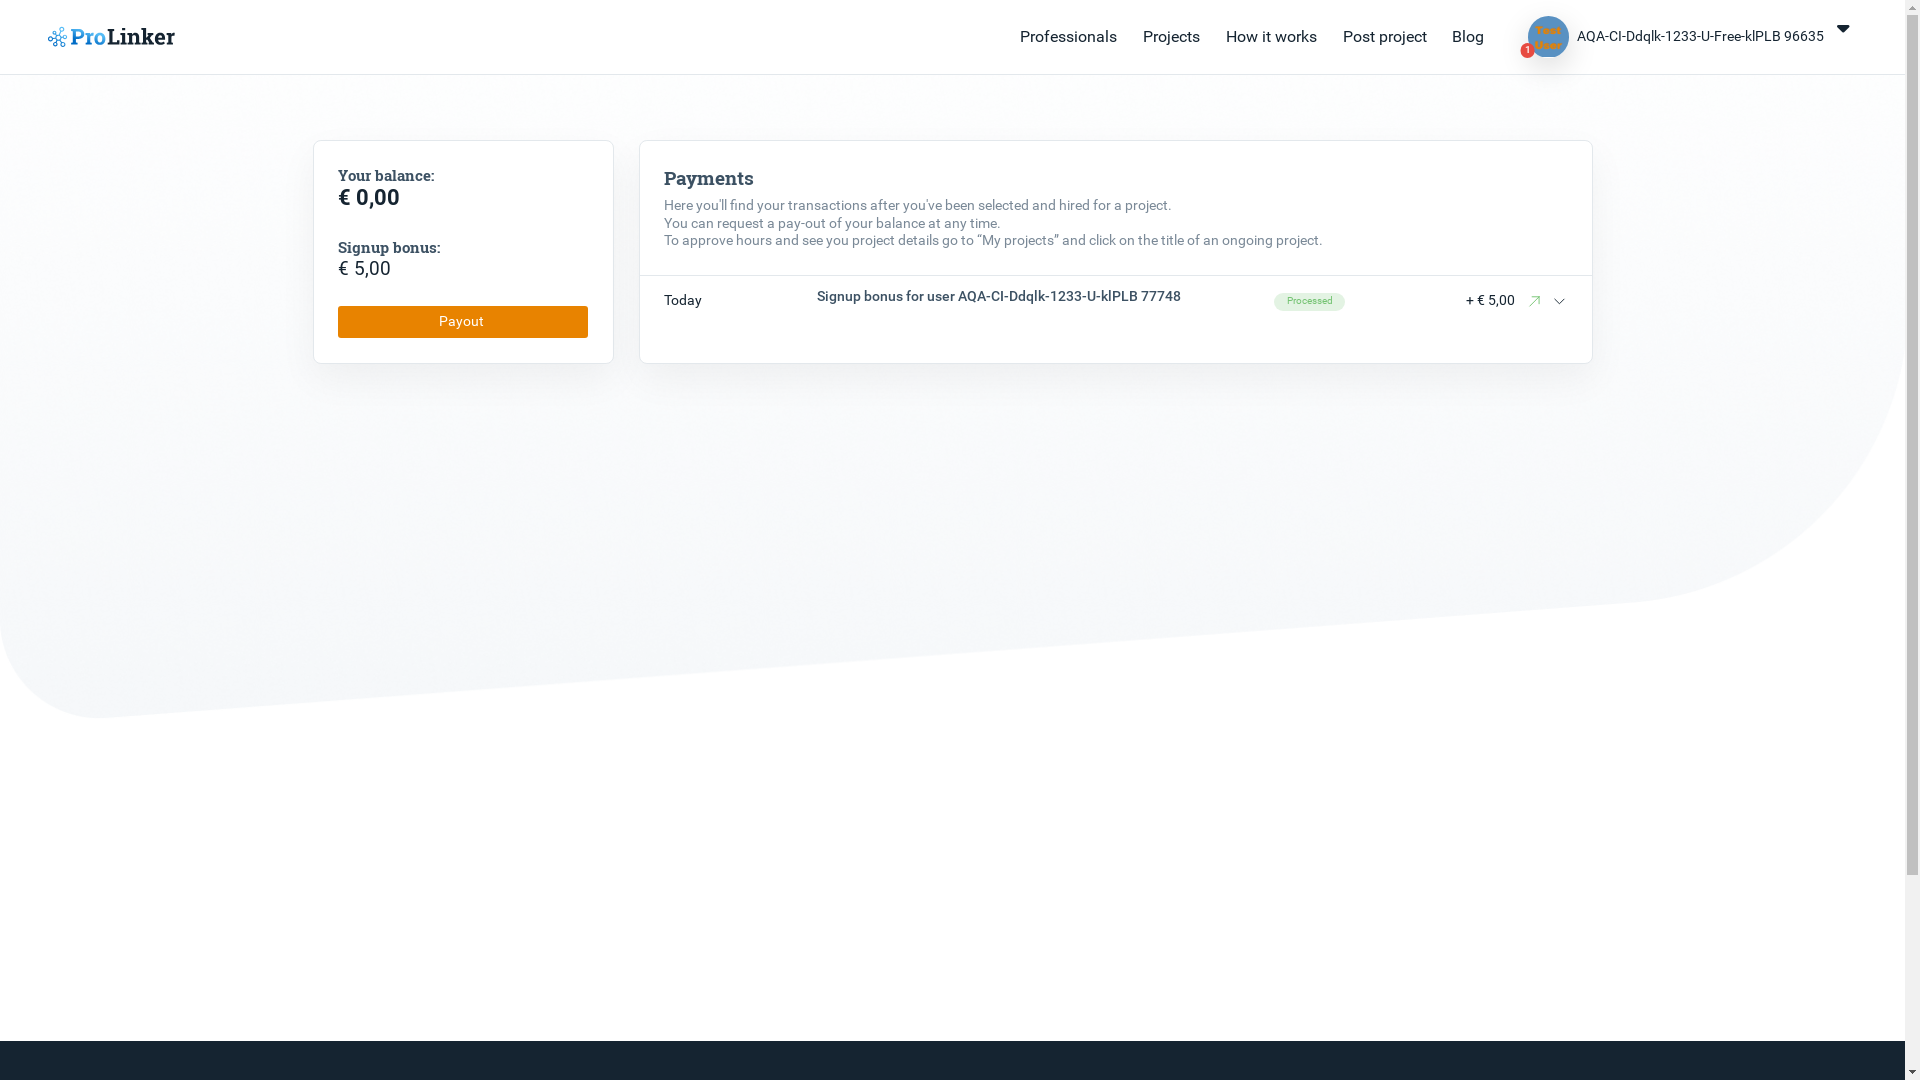 ProLinker
Professionals
Projects
How it works
Post project
Blog
Test
User
1
AQA-CI-Ddqlk-1233-U-Free-klPLB 96635
Your balance:
€ 0,00
Signup bonus:
€ 5,00
Payout
Payments
Here you'll find your transactions after you've been selected and hired for a project.
You can request a pay-out of your balance at any time.
To approve hours and see you project details go to “My projects” and click on the title of an ongoing project.
Today
Signup bonus for user AQA-CI-Ddqlk-1233-U-klPLB 77748
Processed
+ € 5,00